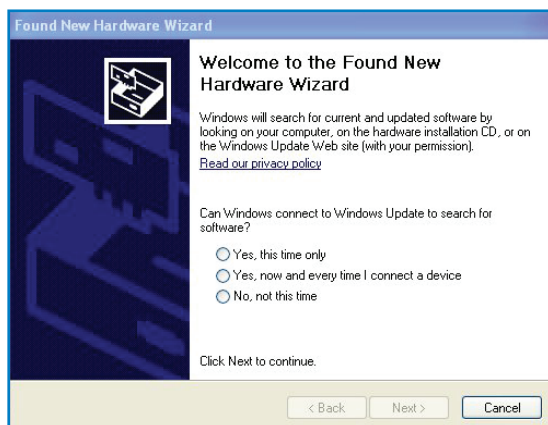 Found New Hardware Wizard
Welcome to the Found New
Hardware Wizard
Windows will search for current and updated software by
looking on your computer, on the hardware installation CD, or on
the Windows Update Web site (with your permission).
Read our privacy policy
Can Windows connect to Windows Update to search for
software?
Yes, this time only
Yes, now and every time I connect a device
No, not this time
Click Next to continue.
< Back Next > Cancel